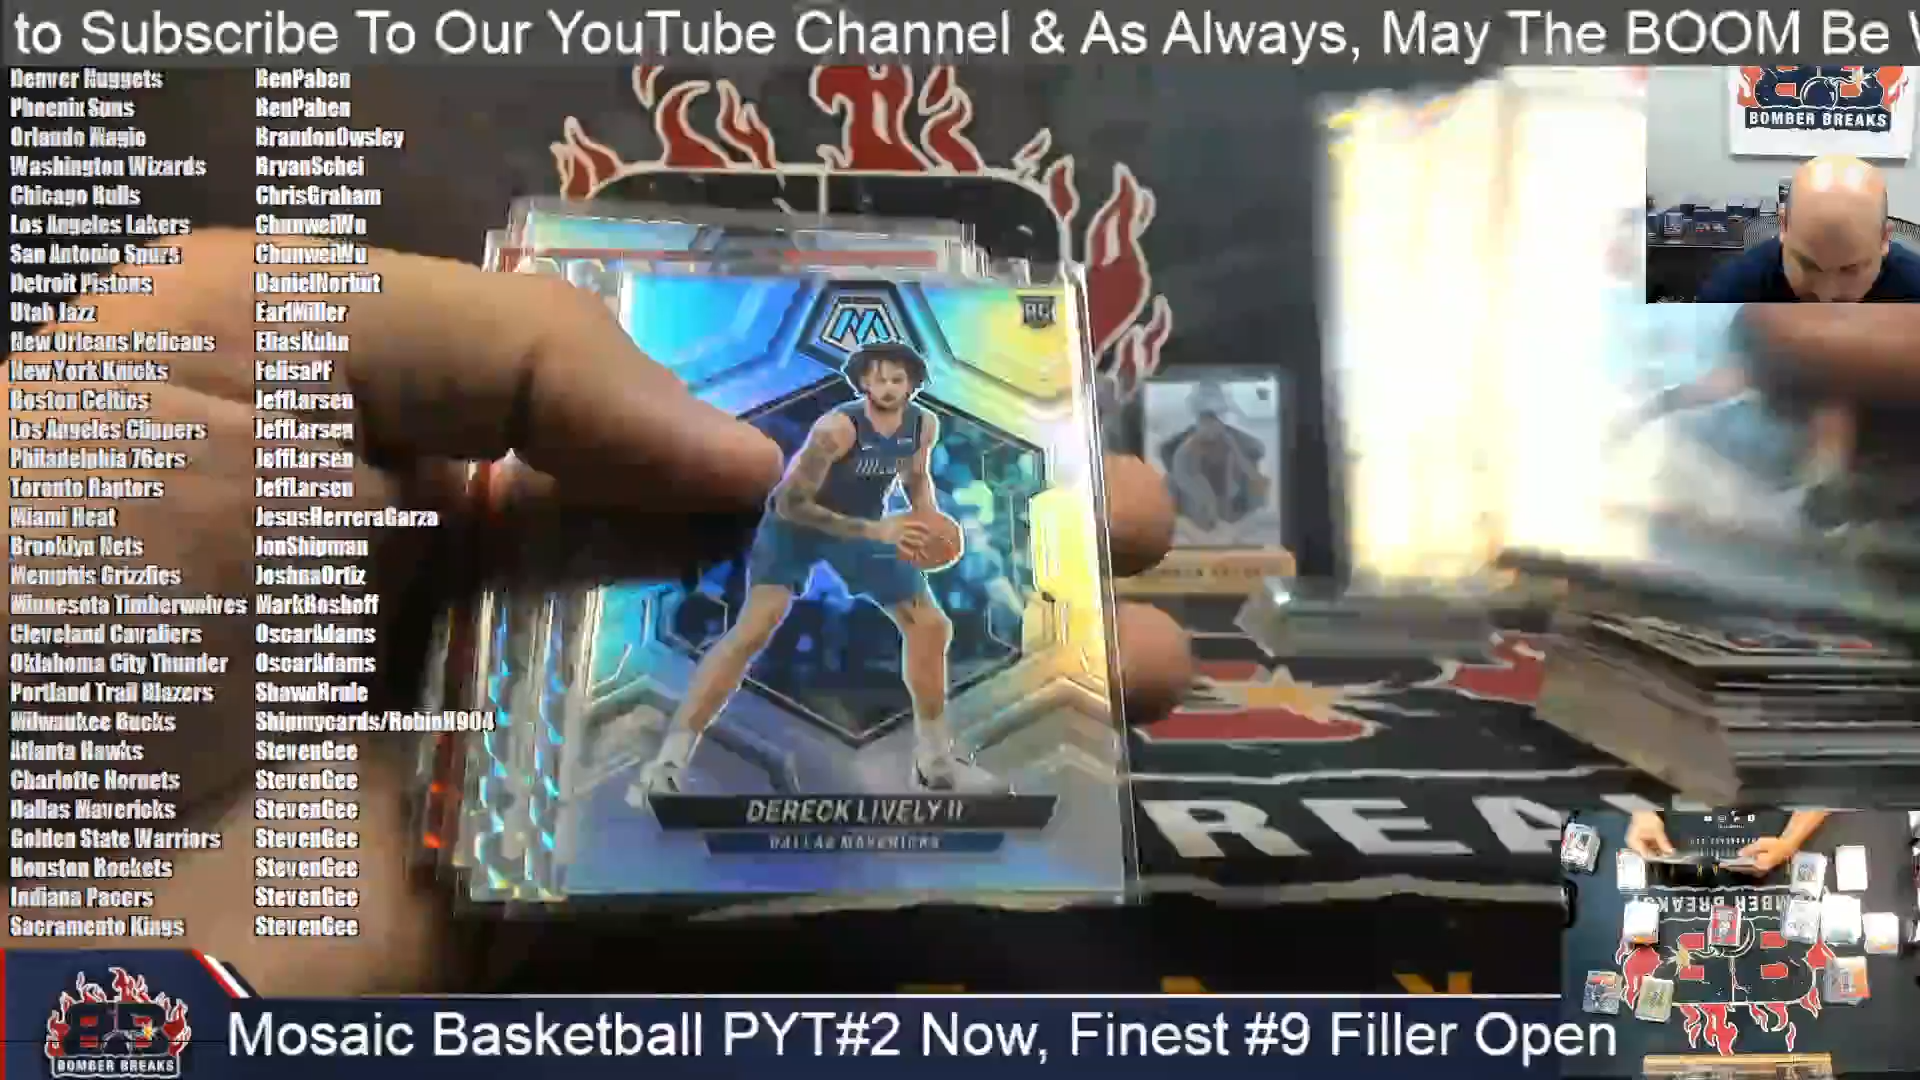 to Subscribe To Our YouTube Channel & As Always, May The BOOM Be
Denver Nuggets BenPaben
Phoenix Suns BenPaben
Orlando Magic BrandonOwsley
Washington Wizards BryanSchei
Chicago Bulls ChrisGraham
Los Angeles Lakers ChunweiWu
San Antonio Spurs ChunweiWu
Detroit Pistons DanielNorkut
Utah Jazz EarlMiller
New Orleans Pelicans EliasKuhn
New York Knicks FelisaPF
Boston Celtics JeffLarsen
Los Angeles Clippers JeffLarsen
Philadelphia 76ers JeffLarsen
Toronto Raptors JeffLarsen
Miami Heat JesusHerreraGarza
Brooklyn Nets JonShipman
Memphis Grizzlies JoshuaOrtiz
Minnesota Timberwolves MarkBoshoff
Cleveland Cavaliers OscarAdams
Oklahoma City Thunder OscarAdams
Portland Trail Blazers ShawnBrule
Milwaukee Bucks Shipmycards/RobinH904
Atlanta Hawks StevenGee
Charlotte Hornets StevenGee
Dallas Mavericks StevenGee
Golden State Warriors StevenGee
Houston Rockets StevenGee
Indiana Pacers StevenGee
Sacramento Kings StevenGee
BOMBER BREAKS
RC
DERECK LIVELY II
DALLAS MAVERICKS
REA
BOMBER BREAKS
Mosaic Basketball PYT#2 Now, Finest #9 Filler Open